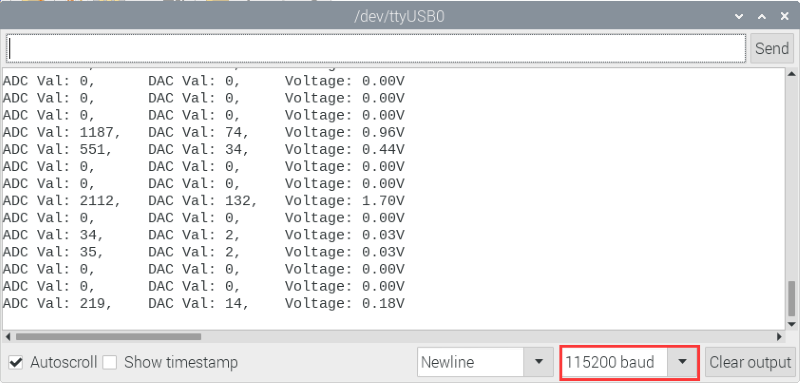 /dev/ttyUSB0
Send
ADC Val: 0, DAC Val: 0, Voltage: 0.00V
ADC Val: 0, DAC Val: 0, Voltage: 0.00V
ADC Val: 0, DAC Val: 0, Voltage: 0.00V
ADC Val: 1187, DAC Val: 74, Voltage: 0.96V
ADC Val: 551, DAC Val: 34, Voltage: 0.44V
ADC Val: 0, DAC Val: 0, Voltage: 0.00V
ADC Val: 0, DAC Val: 0, Voltage: 0.00V
ADC Val: 2112, DAC Val: 132, Voltage: 1.70V
ADC Val: 0, DAC Val: 0, Voltage: 0.00V
ADC Val: 34, DAC Val: 2, Voltage: 0.03V
ADC Val: 35, DAC Val: 2, Voltage: 0.03V
ADC Val: 0, DAC Val: 0, Voltage: 0.00V
ADC Val: 0, DAC Val: 0, Voltage: 0.00V
ADC Val: 219, DAC Val: 14, Voltage: 0.18V
Autoscroll Show timestamp Newline 115200 baud Clear output